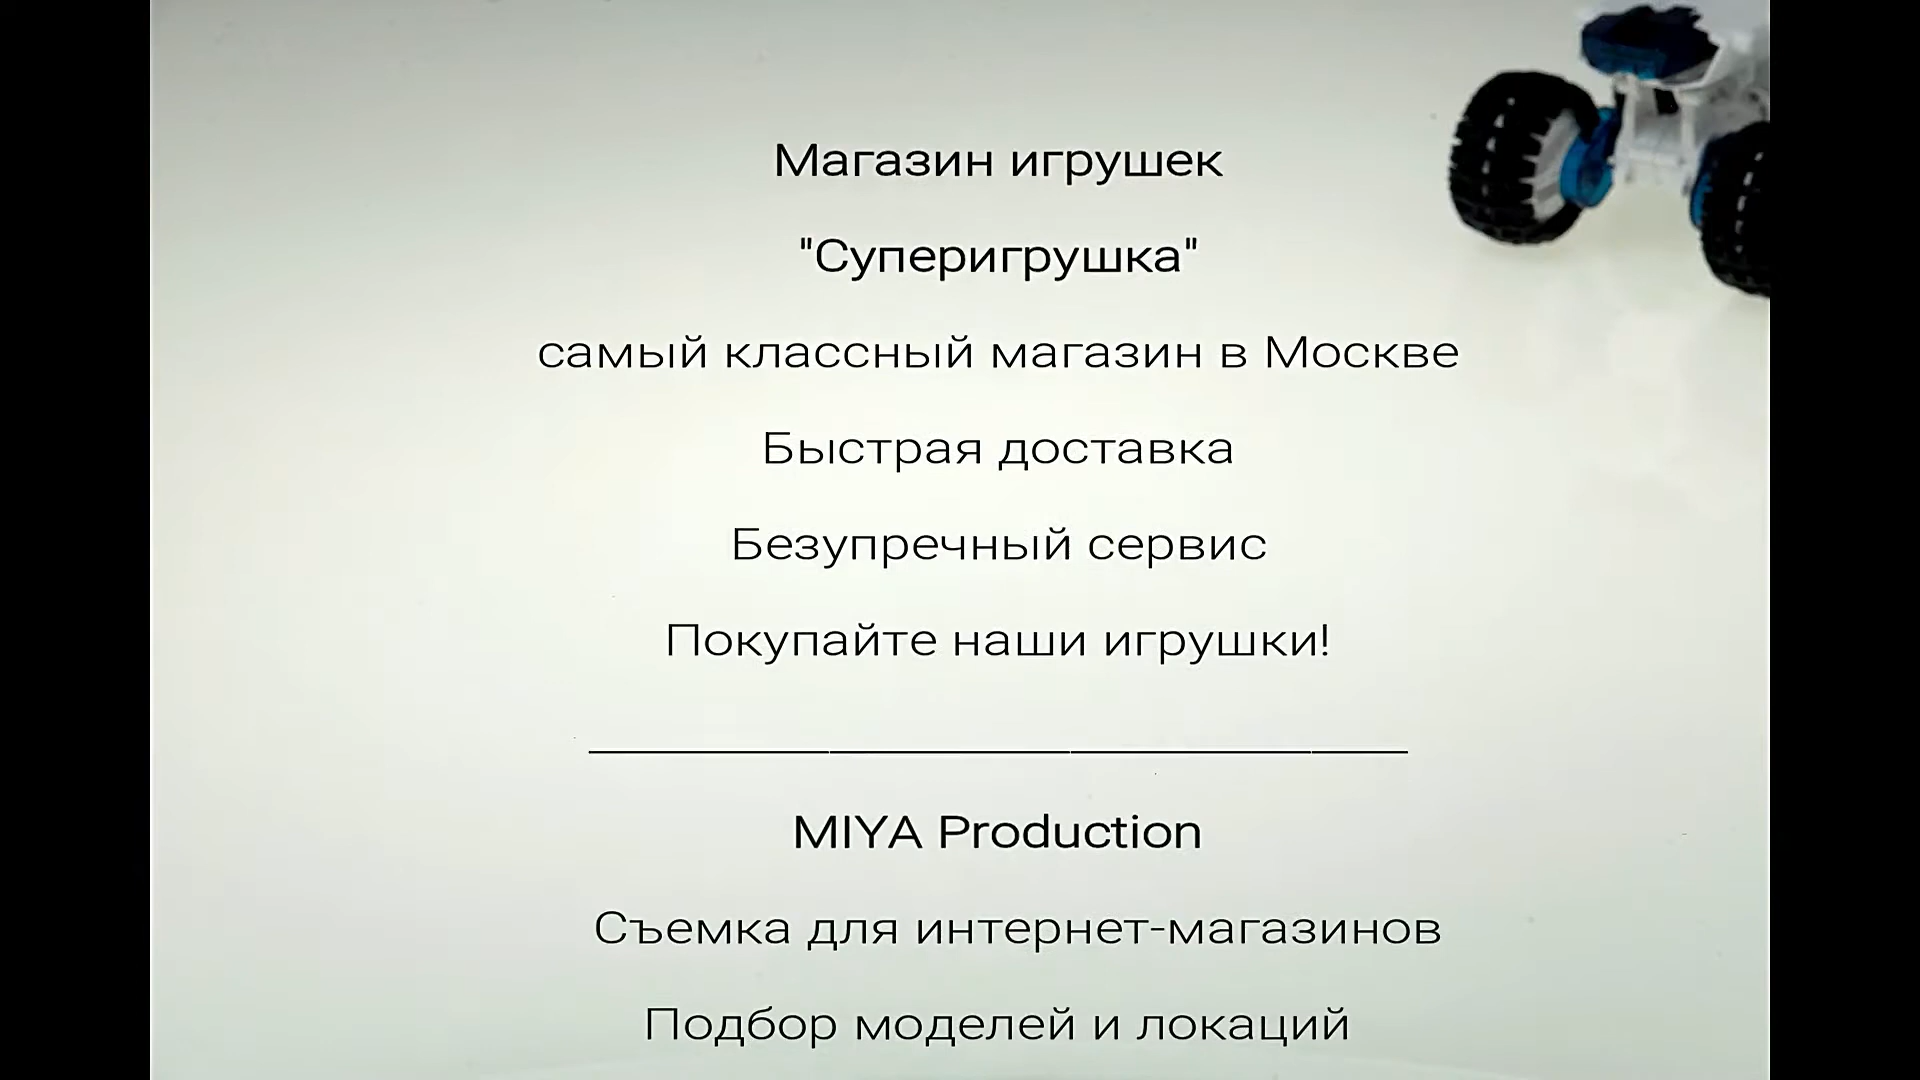 Магазин игрушек
"Суперигрушка"
самый классный магазин в Москве
Быстрая доставка
Безупречный сервис
Покупайте наши игрушки!
MIYA Production
Съемка для интернет-магазинов
Подбор моделей и локаций